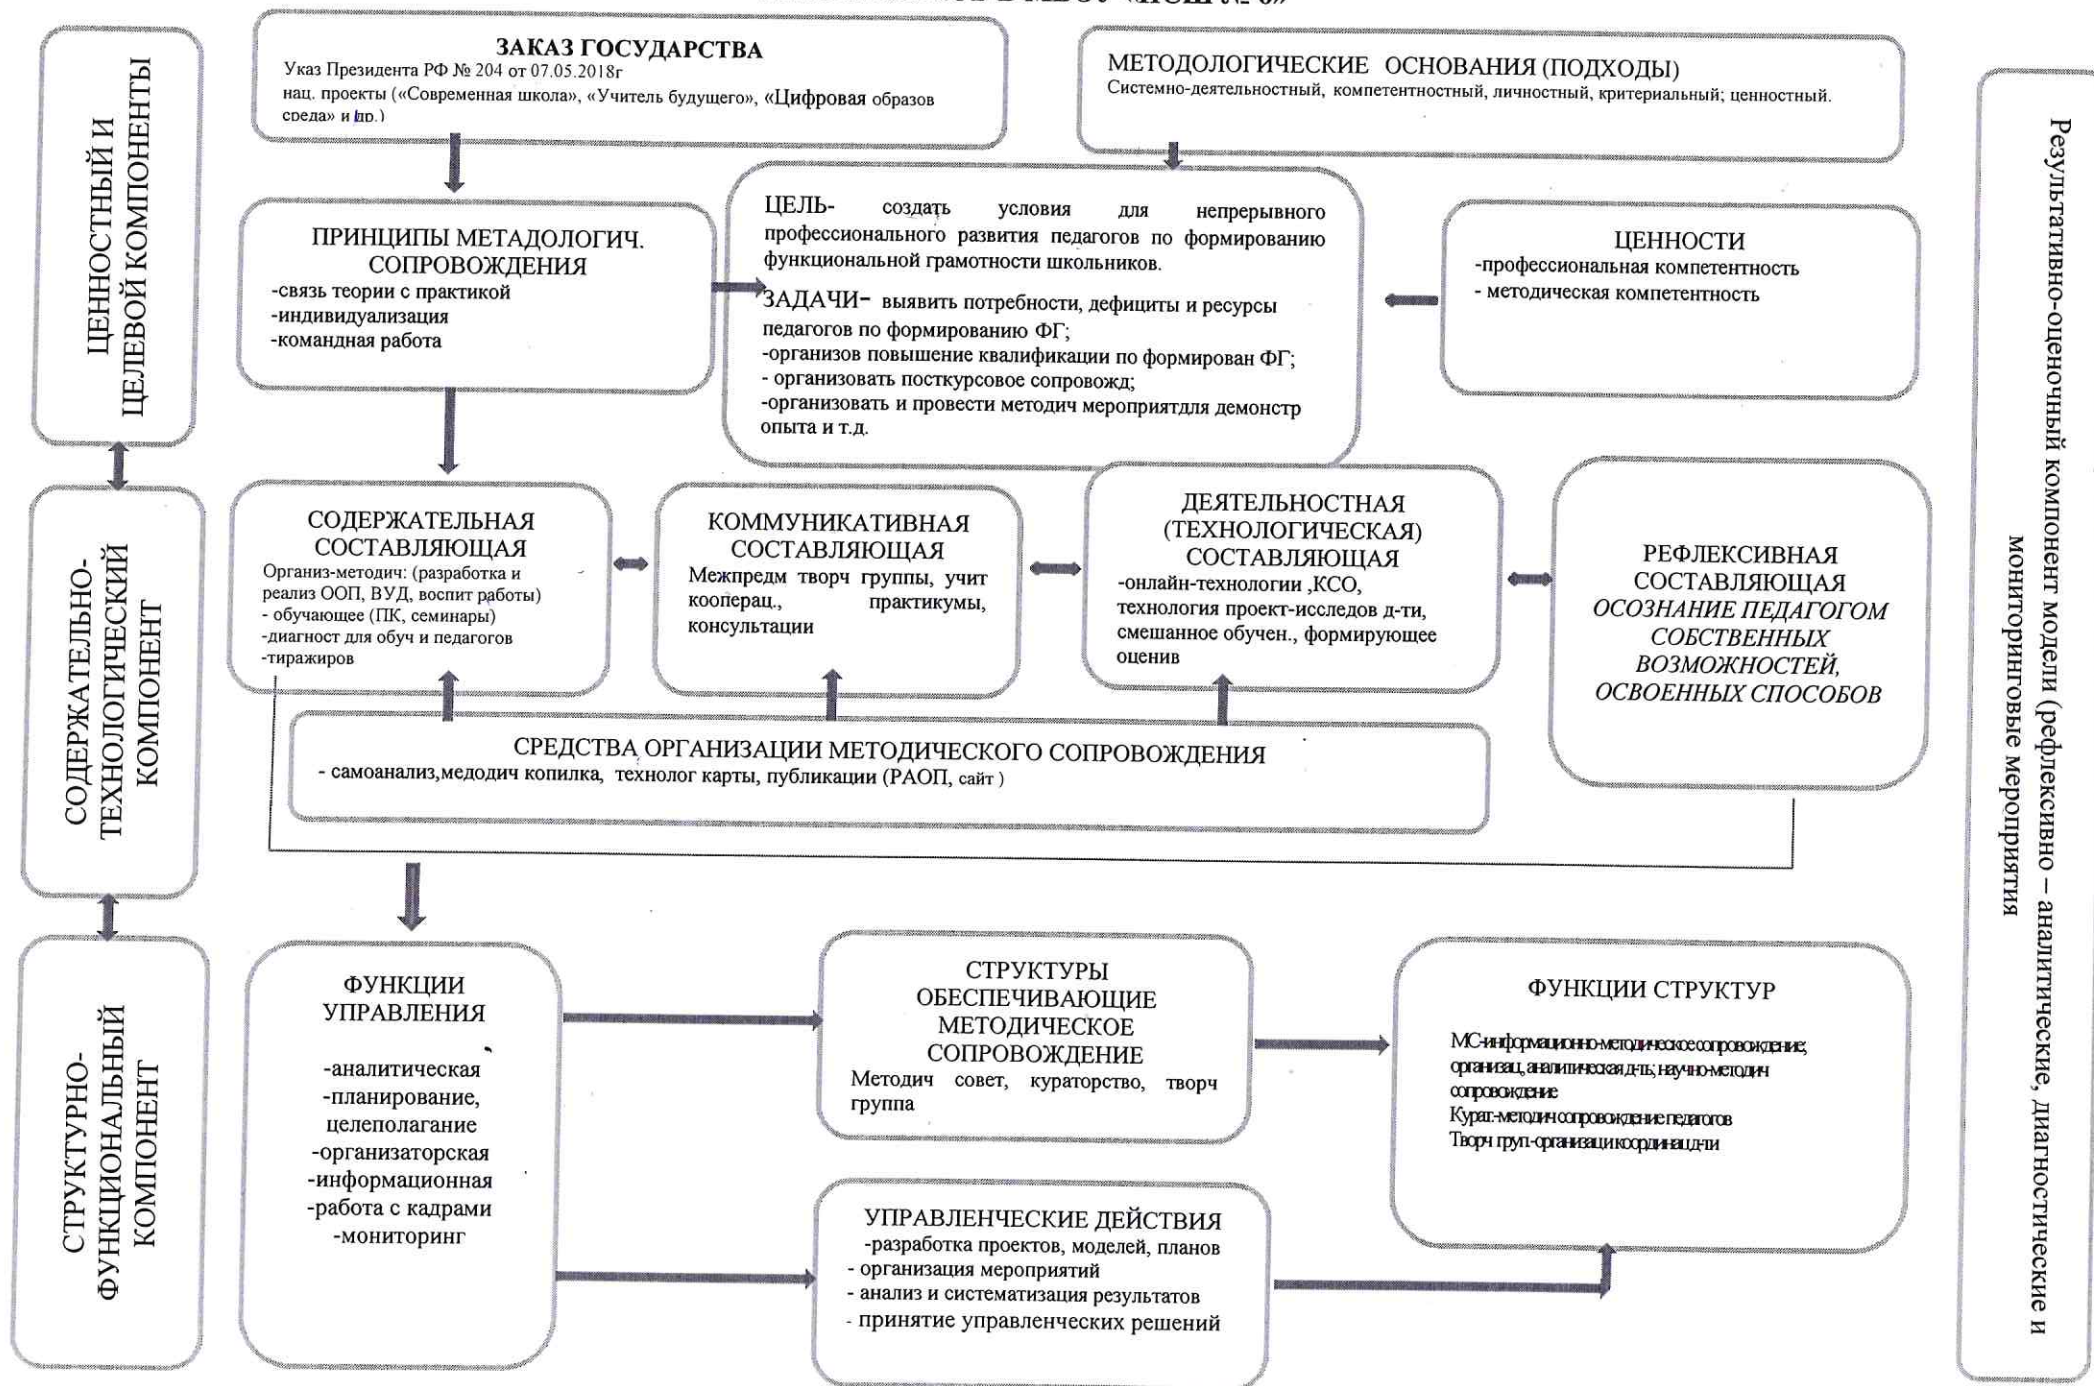 ЗАКАЗ ГОСУДАРСТВА
Указ Президента РФ № 204 от 07.05.2018г
нац. проекты («Современная школа», «Учитель будущего», «Цифровая образов
среда» и др.)
МЕТОДОЛОГИЧЕСКИЕ ОСНОВАНИЯ (ПОДХОДЫ)
Системно-деятельностный, компетентностный, личностный, критериальный; ценностный.
ЦЕННОСТНЫЙ И
ЦЕЛЕВОЙ КОМПОНЕНТЫ
ПРИНЦИПЫ МЕТАДОЛОГИЧ.
СОПРОВОЖДЕНИЯ
-связь теории с практикой
-индивидуализация
-командная работа
ЦЕЛЬ- создать условия для непрерывного
профессионального развития педагогов по формированию
функциональной грамотности школьников.
ЗАДАЧИ- выявить потребности, дефициты и ресурсы
педагогов по формированию ФГ;
-организов повышение квалификации по формирован ФГ;
- организовать посткурсовое сопровожд;
-организовать и провести методич мероприятдля демонстр
опыта и т.д.
ЦЕННОСТИ
-профессиональная компетентность
- методическая компетентность
СОДЕРЖАТЕЛЬНО-
ТЕХНОЛОГИЧЕСКИЙ
КОМПОНЕНТ
СОДЕРЖАТЕЛЬНАЯ
СОСТАВЛЯЮЩАЯ
Организ-методич: (разработка и
реализ ООП, ВУД, воспит работы)
- обучающее (ПК, семинары)
-диагност для обуч и педагогов
-тиражиров
КОММУНИКАТИВНАЯ
СОСТАВЛЯЮЩАЯ
Межпредм творч группы, учит
кооперац., практикумы,
консультации
ДЕЯТЕЛЬНОСТНАЯ
(ТЕХНОЛОГИЧЕСКАЯ)
СОСТАВЛЯЮЩАЯ
-онлайн-технологии ,КСО,
технология проект-исследов д-ти,
смешанное обучен., формирующее
оценив
РЕФЛЕКСИВНАЯ
СОСТАВЛЯЮЩАЯ
ОСОЗНАНИЕ ПЕДАГОГОМ
СОБСТВЕННЫХ
ВОЗМОЖНОСТЕЙ,
ОСВОЕННЫХ СПОСОБОВ
СРЕДСТВА ОРГАНИЗАЦИИ МЕТОДИЧЕСКОГО СОПРОВОЖДЕНИЯ
- самоанализ,медодич копилка, технолог карты, публикации (РАОП, сайт )
СТРУКТУРНО-
ФУНКЦИОНАЛЬНЫЙ
КОМПОНЕНТ
ФУНКЦИИ
УПРАВЛЕНИЯ
-аналитическая
-планирование,
целеполагание
-организаторская
-информационная
-работа с кадрами
-мониторинг
СТРУКТУРЫ
ОБЕСПЕЧИВАЮЩИЕ
МЕТОДИЧЕСКОЕ
СОПРОВОЖДЕНИЕ
Методич совет, кураторство, творч
группа
УПРАВЛЕНЧЕСКИЕ ДЕЙСТВИЯ
-разработка проектов, моделей, планов
- организация мероприятий
- анализ и систематизация результатов
- принятие управленческих решений
ФУНКЦИИ СТРУКТУР
МС-информационно-методическое сопровождение;
организац, аналитическая д-ть; научно-методич
сопровождение
Курат.-методич сопровождение педагогов
Творч груп-организаци координац д-ти
Результативно-оценочный компонент модели (рефлексивно – аналитические, диагностические и
мониторинговые мероприятия